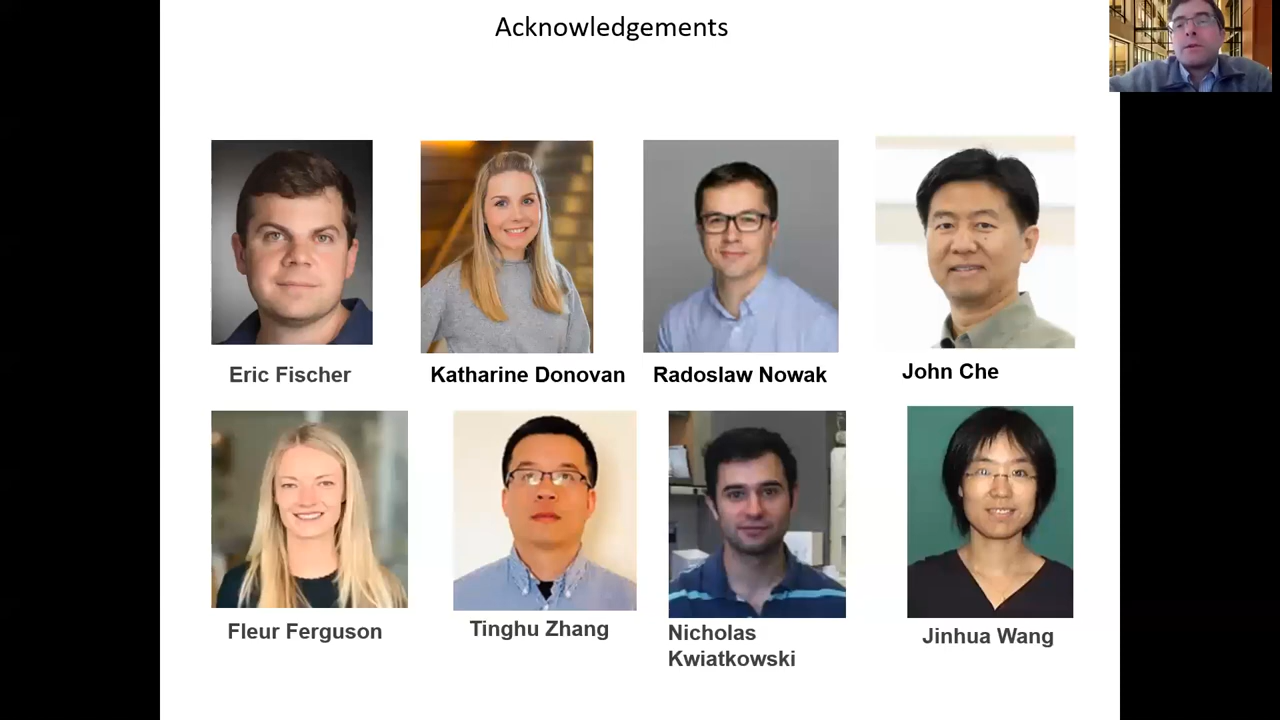 Acknowledgements
Eric Fischer
Katharine Donovan
Radoslaw Nowak
John Che
Fleur Ferguson
Tinghu Zhang
Nicholas
Kwiatkowski
Jinhua Wang